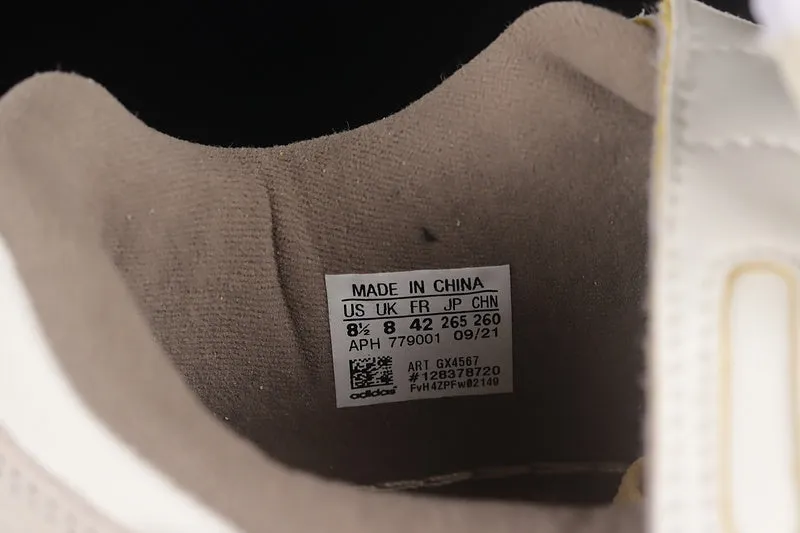 MADE IN CHINA
US UK FR JP CHN
8½ 8 42 265 260
APH 779001 09/21
ART GX4567
#128378720
FvH4ZPFw02140
adidas